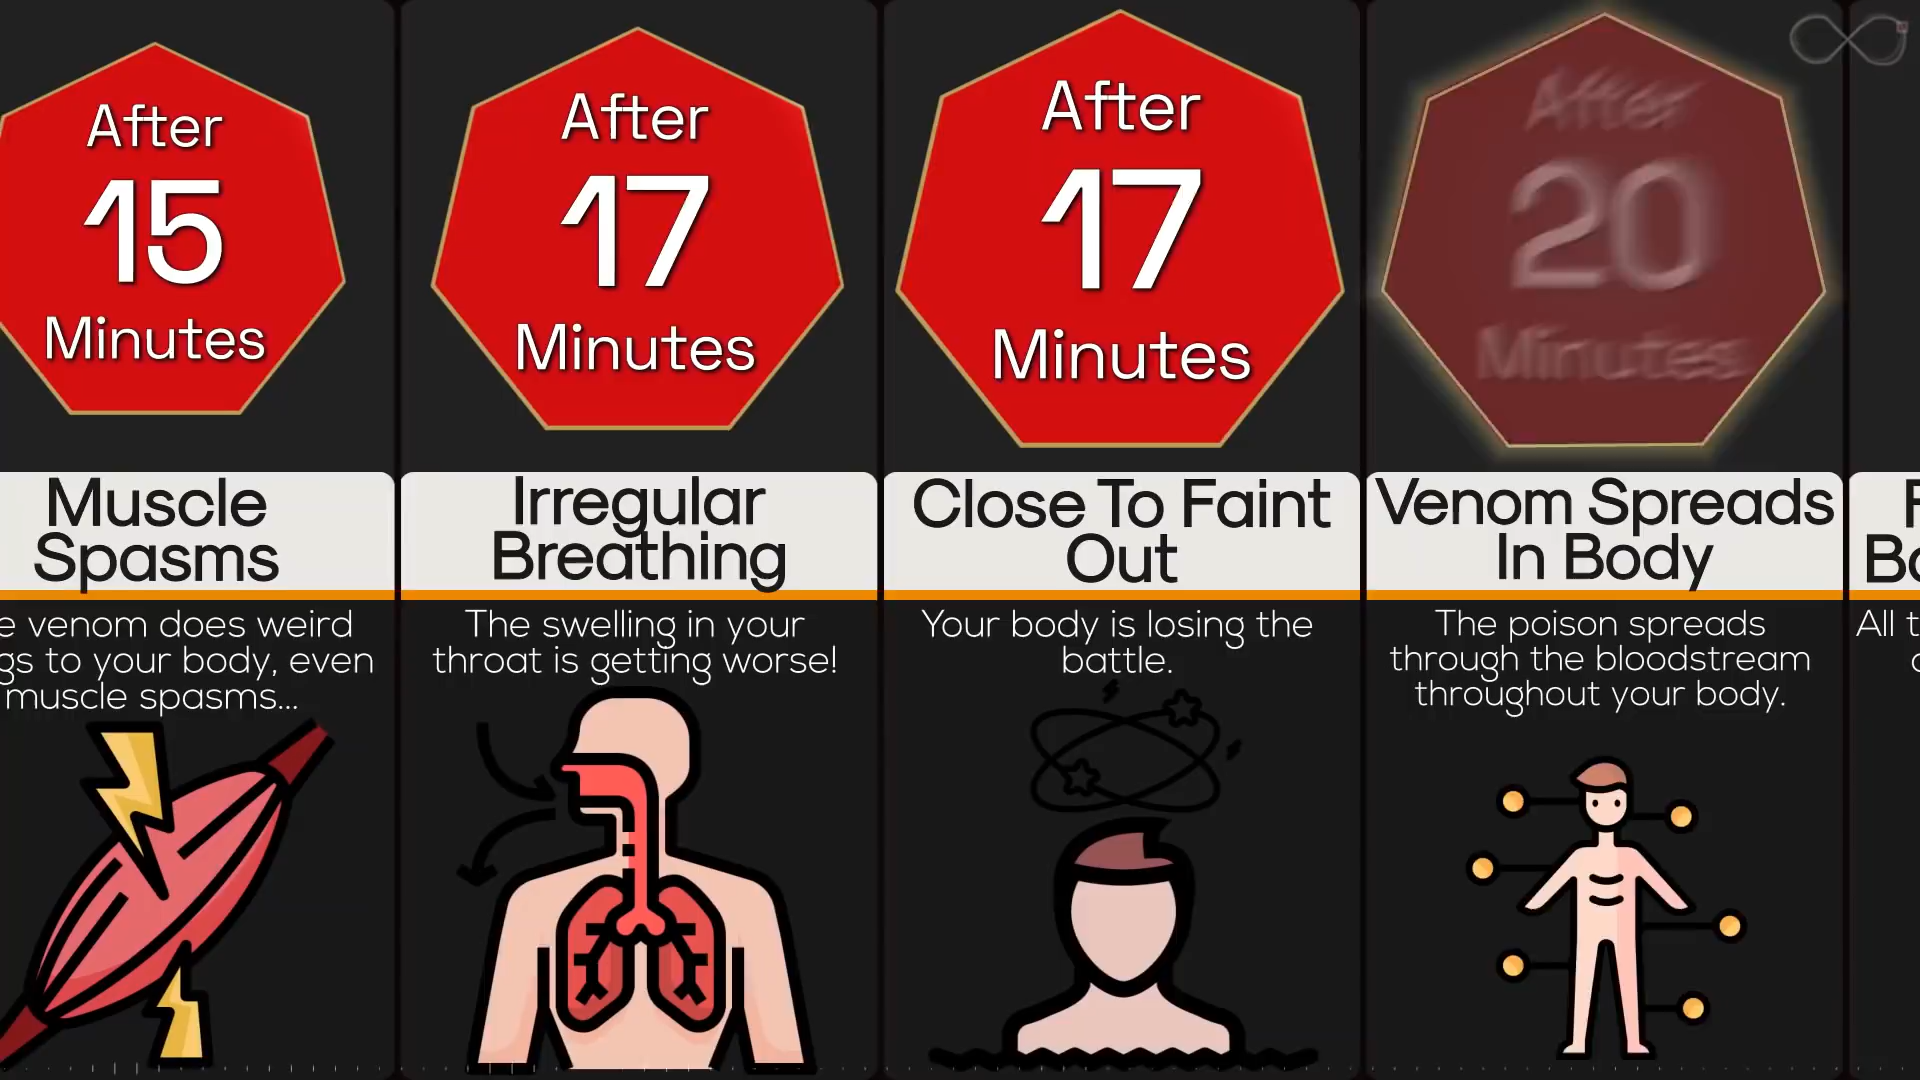 After
15
Minutes
Muscle
Spasms
e venom does weird
gs to your body, even
muscle spasms...
After
17
Minutes
Irregular
Breathing
The swelling in your
throat is getting worse!
After
17
Minutes
Close To Faint
Out
Your body is losing the
battle.
After
20
Minutes
Venom Spreads
In Body
The poison spreads
through the bloodstream
throughout your body.
All